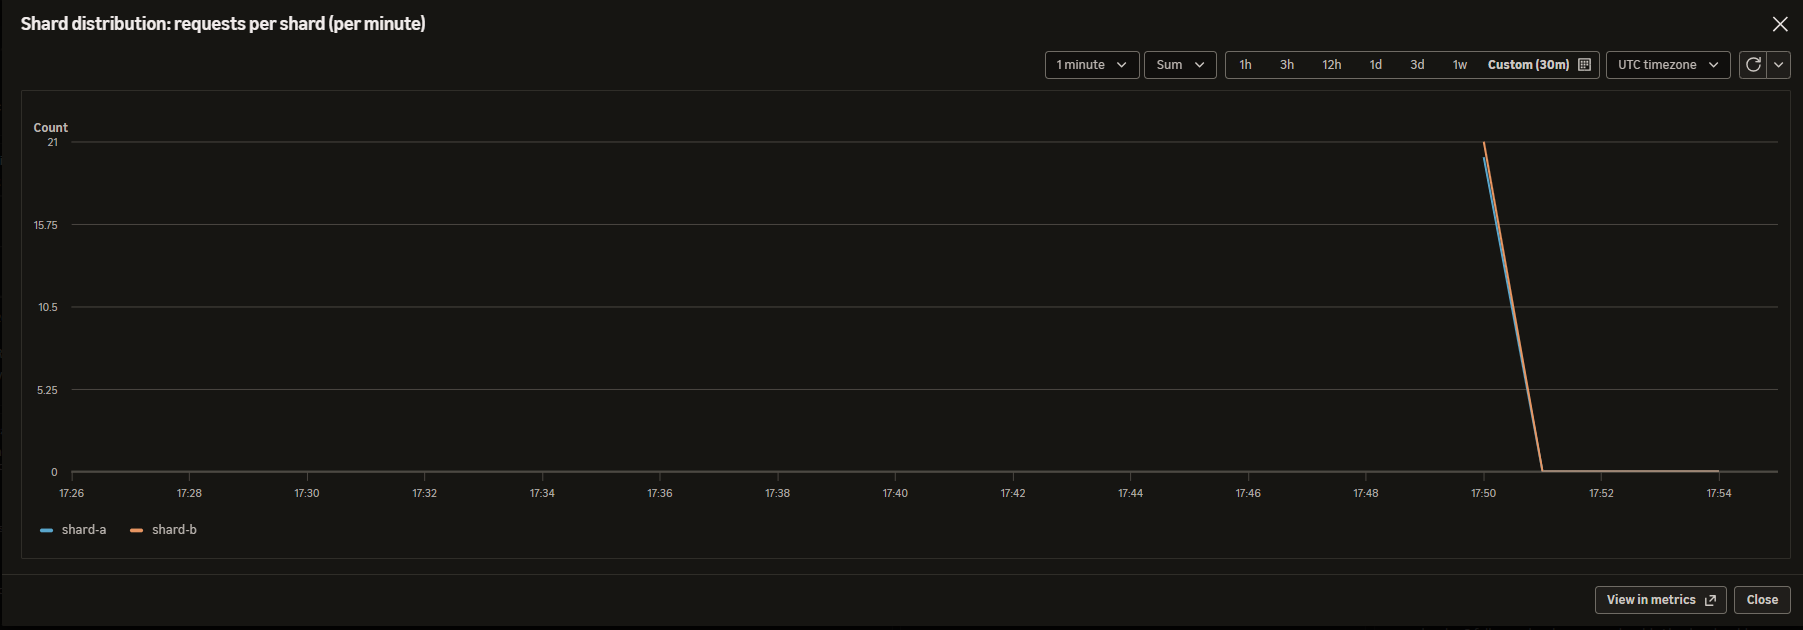 Shard distribution: requests per shard (per minute)
1 minute Sum 1h 3h 12h 1d 3d 1w Custom (30m) UTC timezone
Count
21
15.75
10.5
5.25
0
17:26 17:28 17:30 17:32 17:34 17:36 17:38 17:40 17:42 17:44 17:46 17:48 17:50 17:52 17:54
shard-a shard-b
View in metrics Close